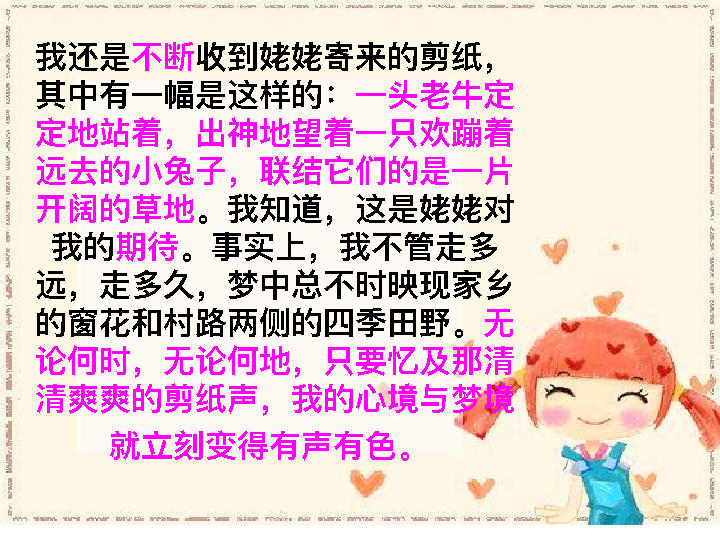 我还是不断收到姥姥寄来的剪纸，
其中有一幅是这样的：一头老牛定
定地站着，出神地望着一只欢蹦着
远去的小兔子，联结它们的是一片
开阔的草地。我知道，这是姥姥对
我的期待。事实上，我不管走多
远，走多久，梦中总不时映现家乡
的窗花和村路两侧的四季田野。无
论何时，无论何地，只要忆及那清
清爽爽的剪纸声，我的心境与梦境
就立刻变得有声有色。